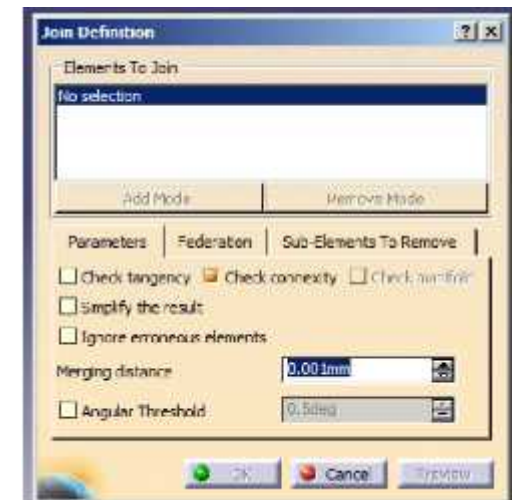 Join Definition ? x
Elements To Join
No selection
Add Mode Remove Mode
Parameters Federation Sub-Elements To Remove
Check tangency Check connexity Check manifold
Simplify the result
Ignore erroneous elements
Merging distance 0.001mm
Angular Threshold 0.5deg
OK Cancel Preview